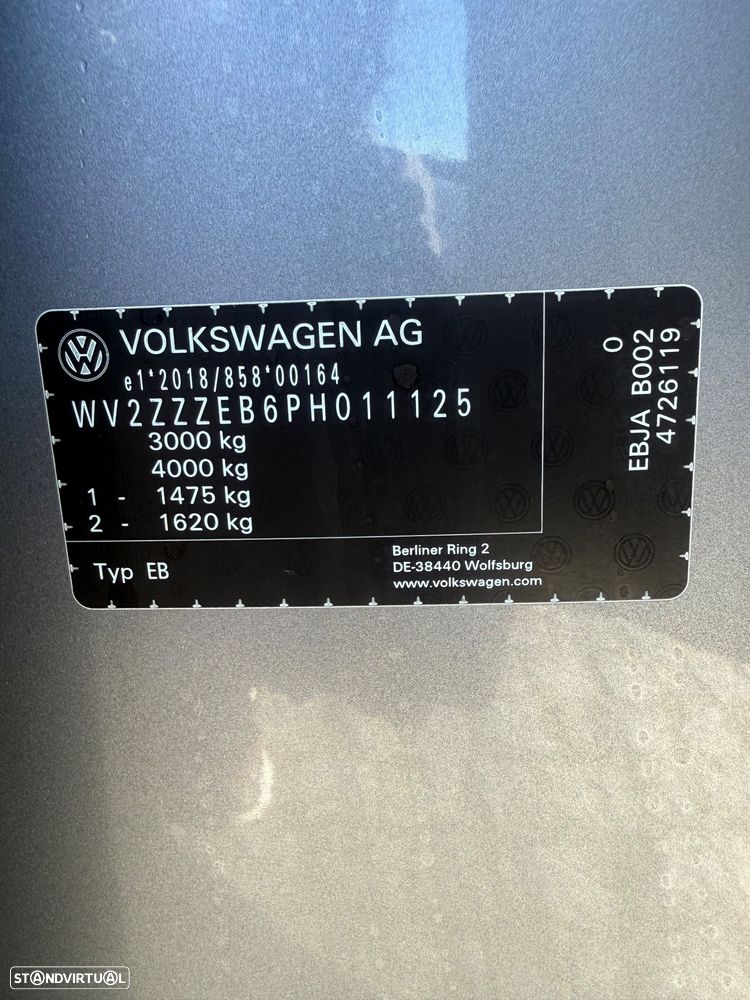 VOLKSWAGEN AG
e1*2018/858*00164
WV2ZZZEB6PH011125
3000 kg
4000 kg
1 - 1475 kg
2 - 1620 kg
Typ EB
Berliner Ring 2
DE-38440 Wolfsburg
www.volkswagen.com
0
EBJA B002
4726119
STANDVIRTUAL